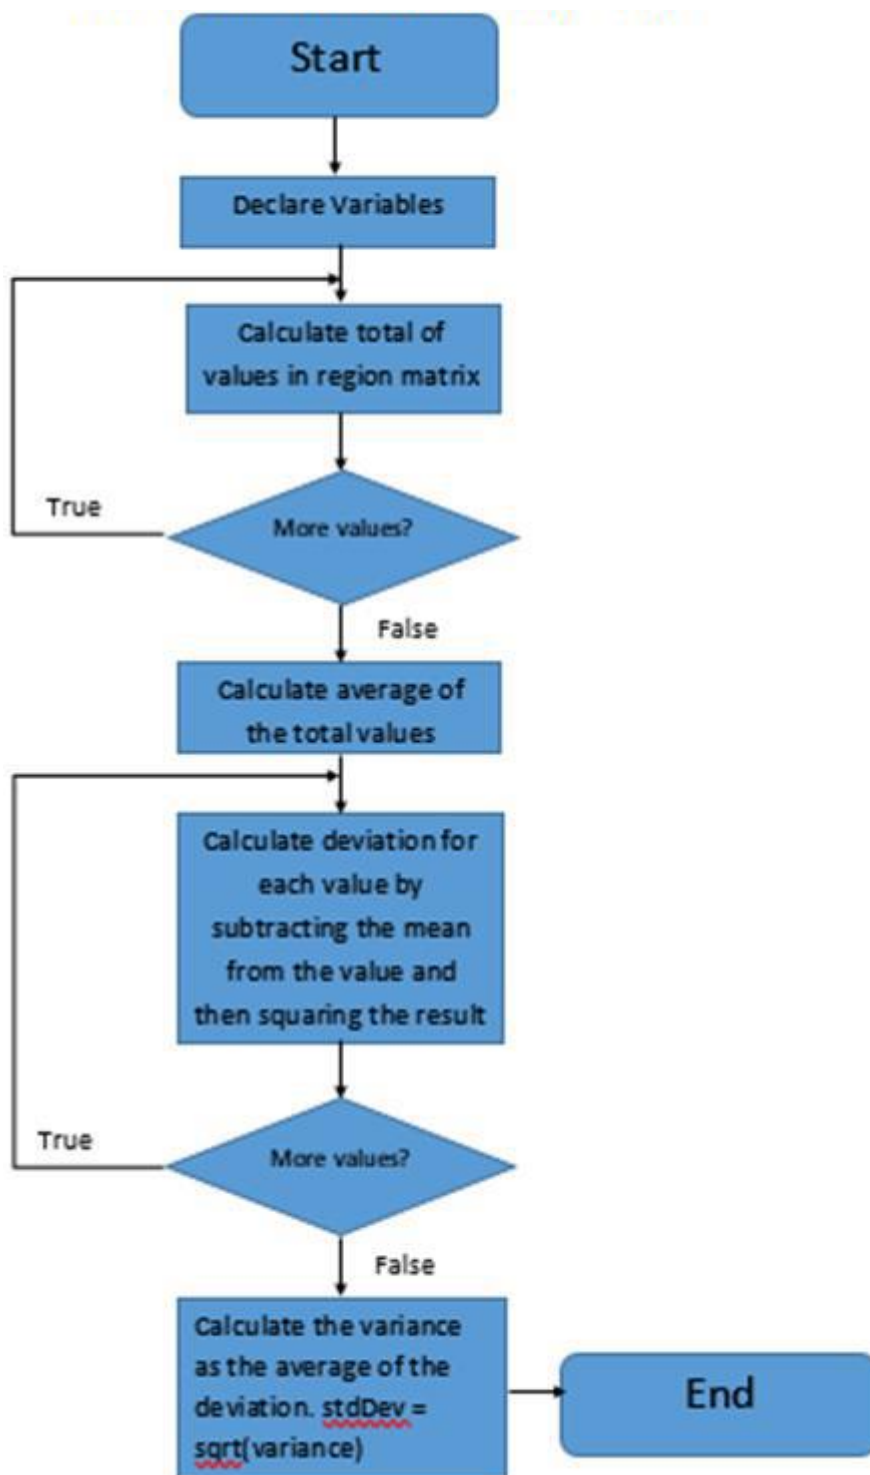 Start
Declare Variables
Calculate total of
values in region matrix
True
More values?
False
Calculate average of
the total values
Calculate deviation for
each value by
subtracting the mean
from the value and
then squaring the result
True
More values?
False
Calculate the variance
as the average of the
deviation. stdDev =
sqrt(variance)
End